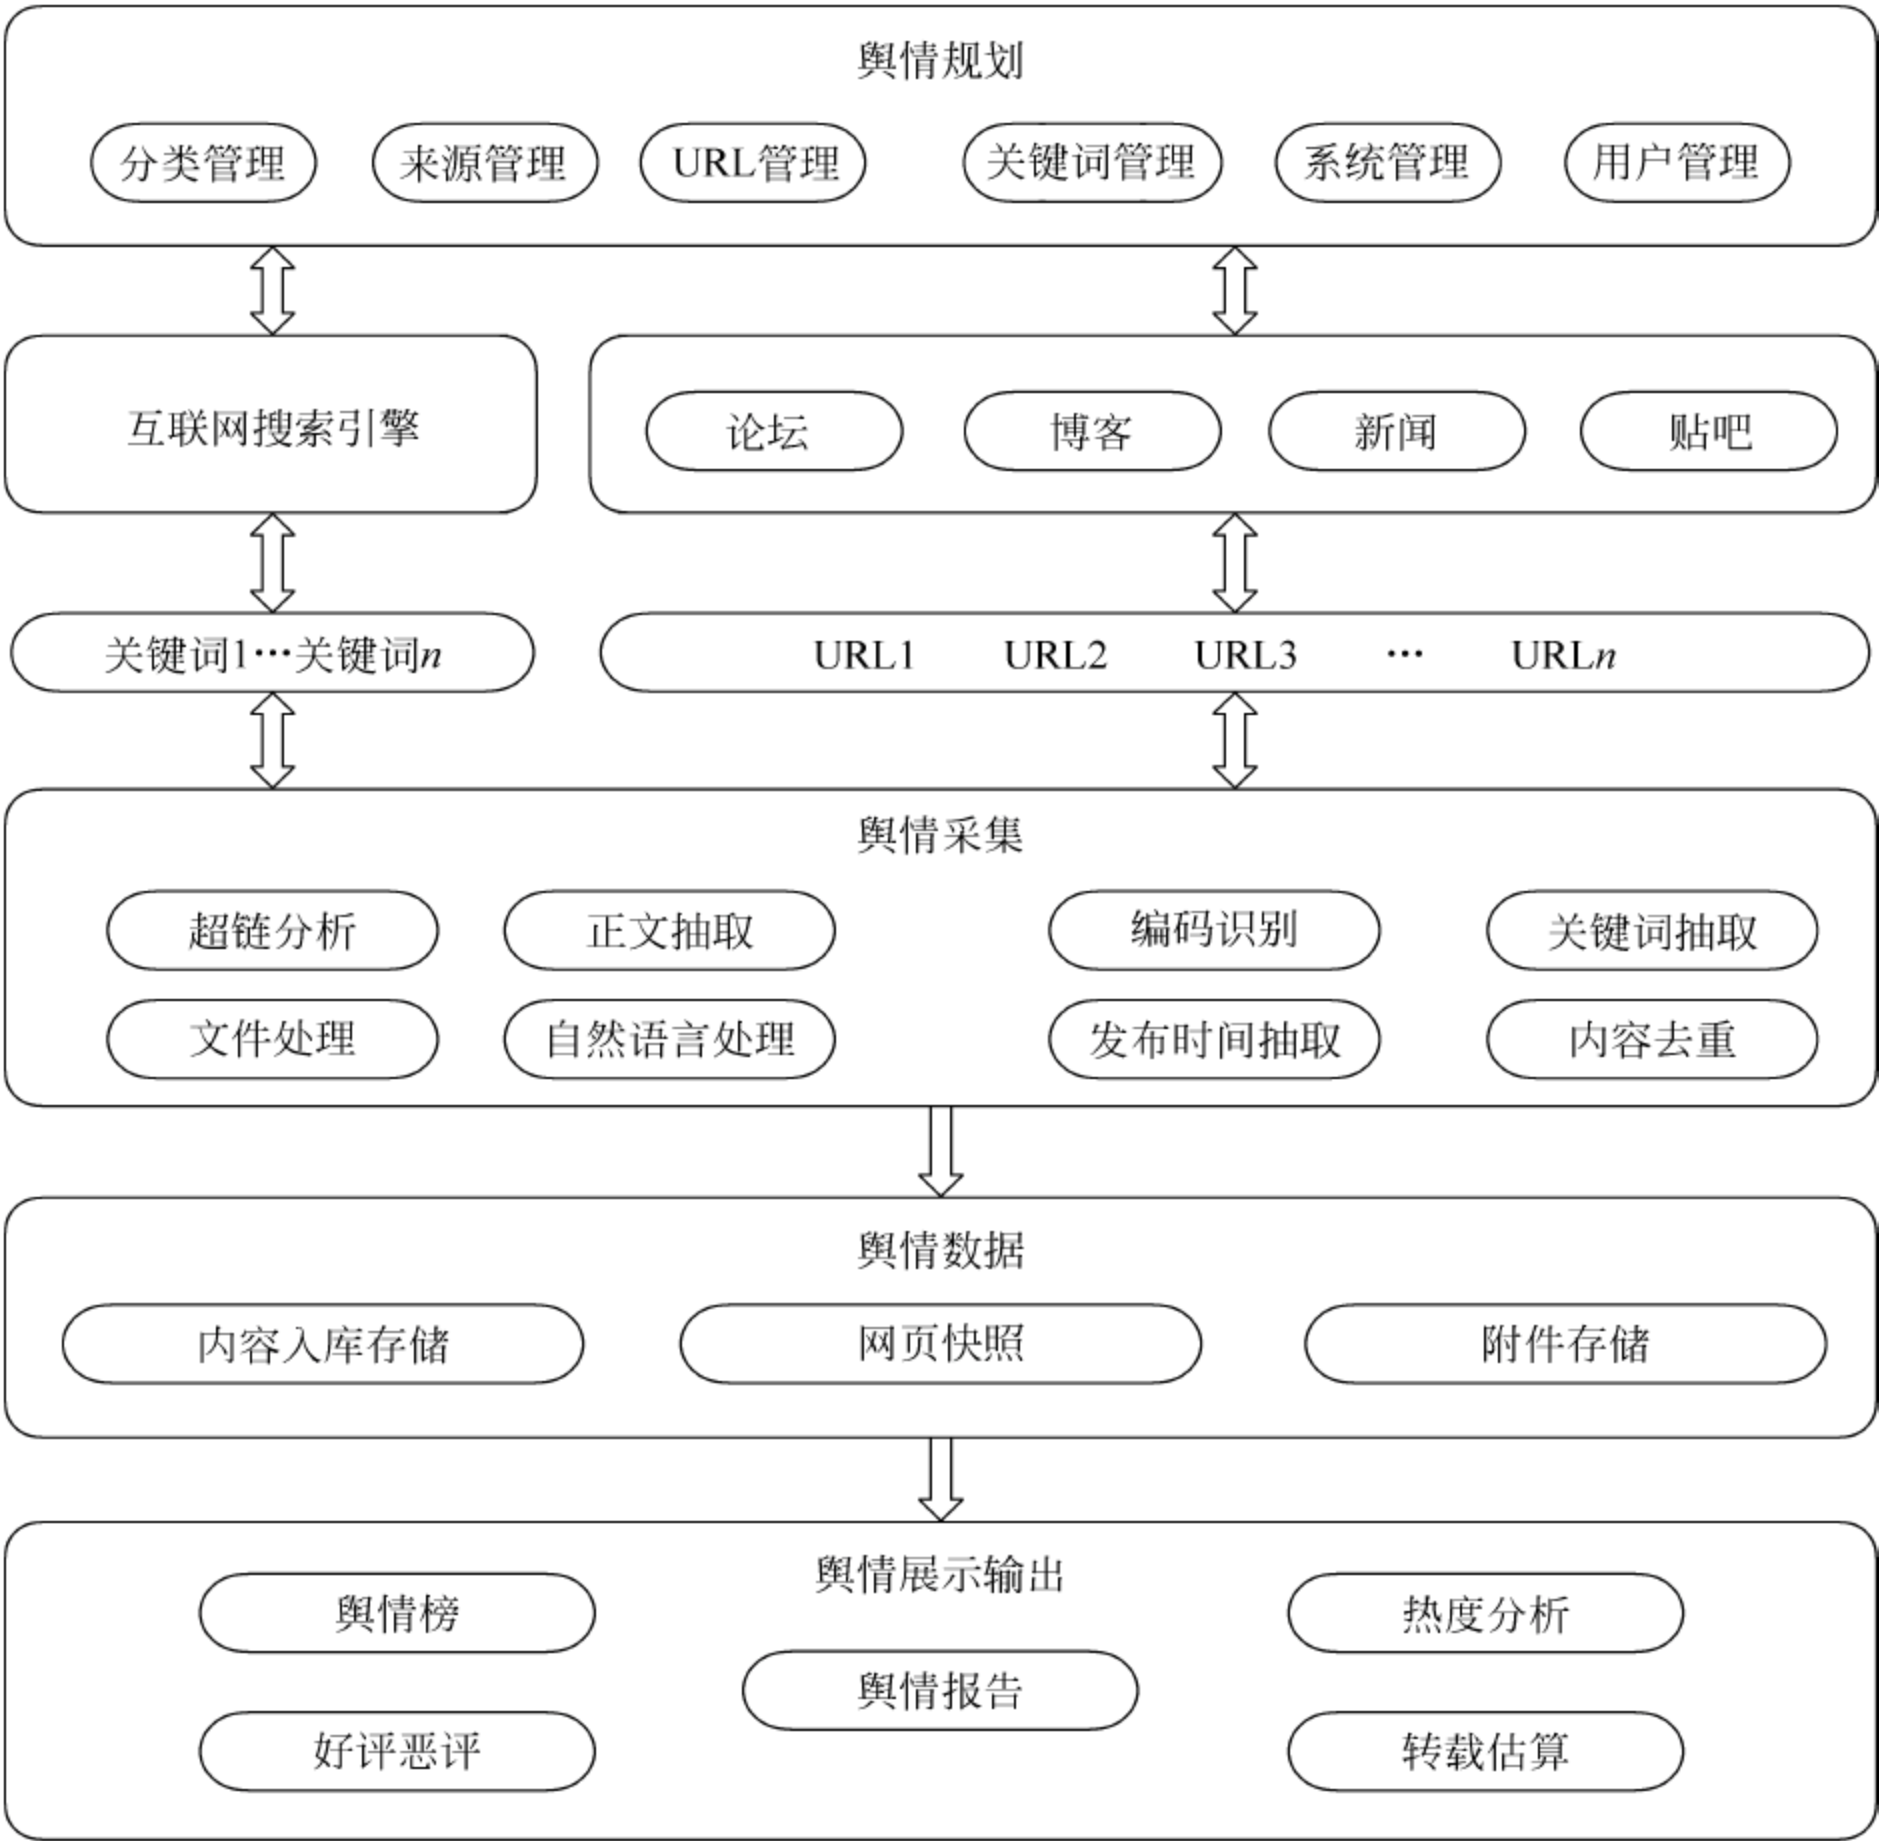 舆情规划
分类管理 来源管理 URL管理 关键词管理 系统管理 用户管理
互联网搜索引擎
论坛 博客 新闻 贴吧
关键词1…关键词n
URL1 URL2 URL3 … URLn
舆情采集
超链分析 正文抽取 编码识别 关键词抽取
文件处理 自然语言处理 发布时间抽取 内容去重
舆情数据
内容入库存储 网页快照 附件存储
舆情展示输出
舆情榜 热度分析
舆情报告
好评恶评 转载估算